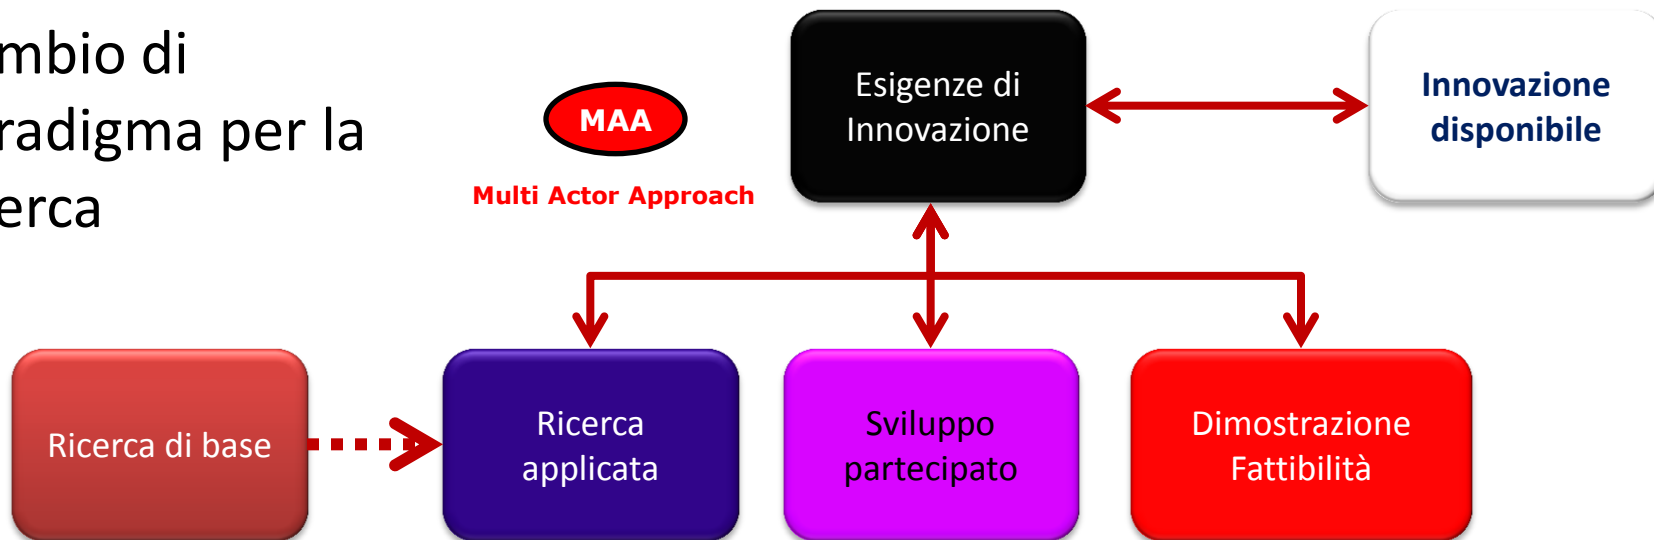 mbio di
radigma per la
erca
MAA
Multi Actor Approach
Esigenze di
Innovazione
Innovazione
disponibile
Ricerca di base
Ricerca
applicata
Sviluppo
partecipato
Dimostrazione
Fattibilità